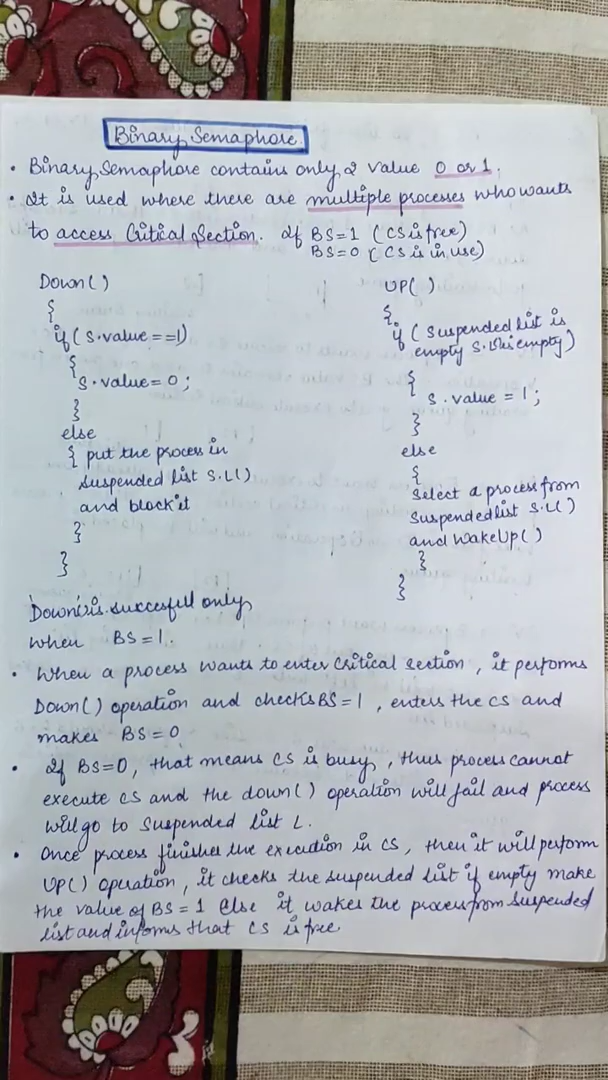 Binary Semaphore
• Binary Semaphore contains only 2 value 0 or 1.
• It is used where there are multiple processes who wants
to access Critical Section. If BS=1 (CS is free)
BS=0 (CS is in use)
Down()
{
if (S.value==1)
{
S.value=0;
}
else
{ put the process in
suspended list S.L()
and block it
}
}
UP()
{
if (Suspended list is
empty S.L is empty)
{
S.value = 1;
}
else
{
Select a process from
Suspended list S.L()
and wakeUp()
}
}
Down() is succesfull only
when BS=1.
• When a process wants to enter Critical Section, it performs
Down() operation and checks BS=1, enters the CS and
makes BS=0
• If BS=0, that means CS is busy, thus process cannot
execute CS and the down() operation will fail and process
will go to suspended list L.
• Once process finishes the execution in CS, then it will perform
UP() operation, it checks the suspended list if empty make
the value of BS=1 Else it wakes the process from suspended
list and informs that CS is free.